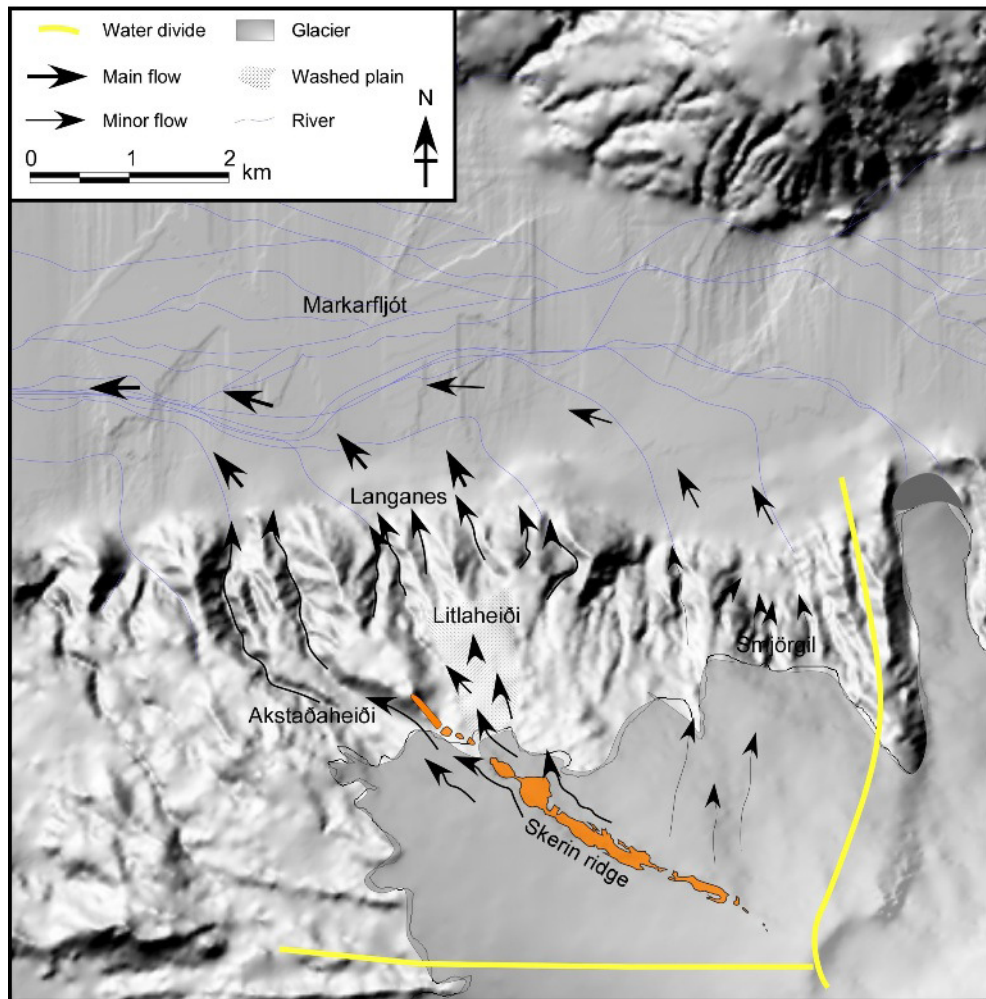 Water divide
Glacier
Main flow
Washed plain
Minor flow
River
N
0 1 2
km
Markarfljót
Langanes
Litlaheiði
Smjörgil
Akstaðaheiði
Skerin ridge